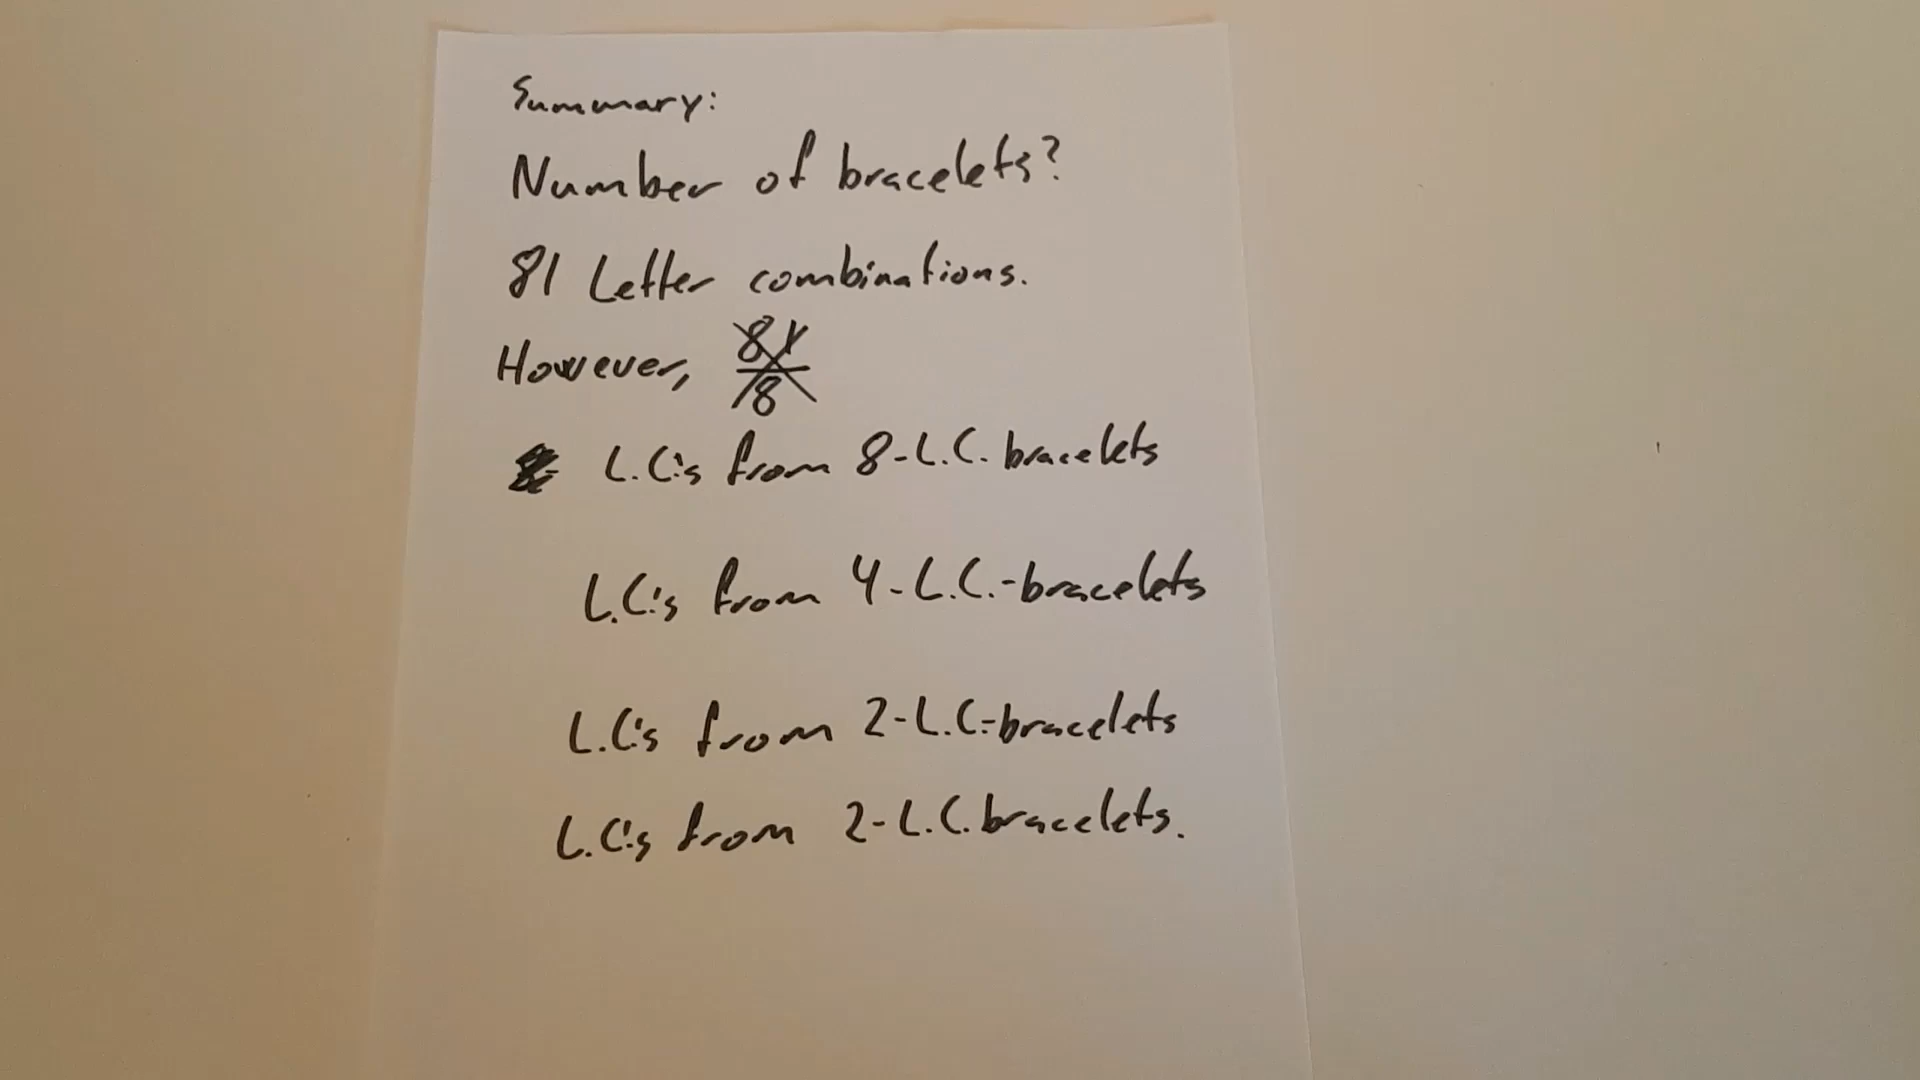 Summary:
Number of bracelets?
81 Letter combinations.
However, 81/8
L.C.'s from 8-L.C. bracelets
L.C.'s from 4-L.C.-bracelets
L.C.'s from 2-L.C.-bracelets
L.C.'s from 2-L.C. bracelets.